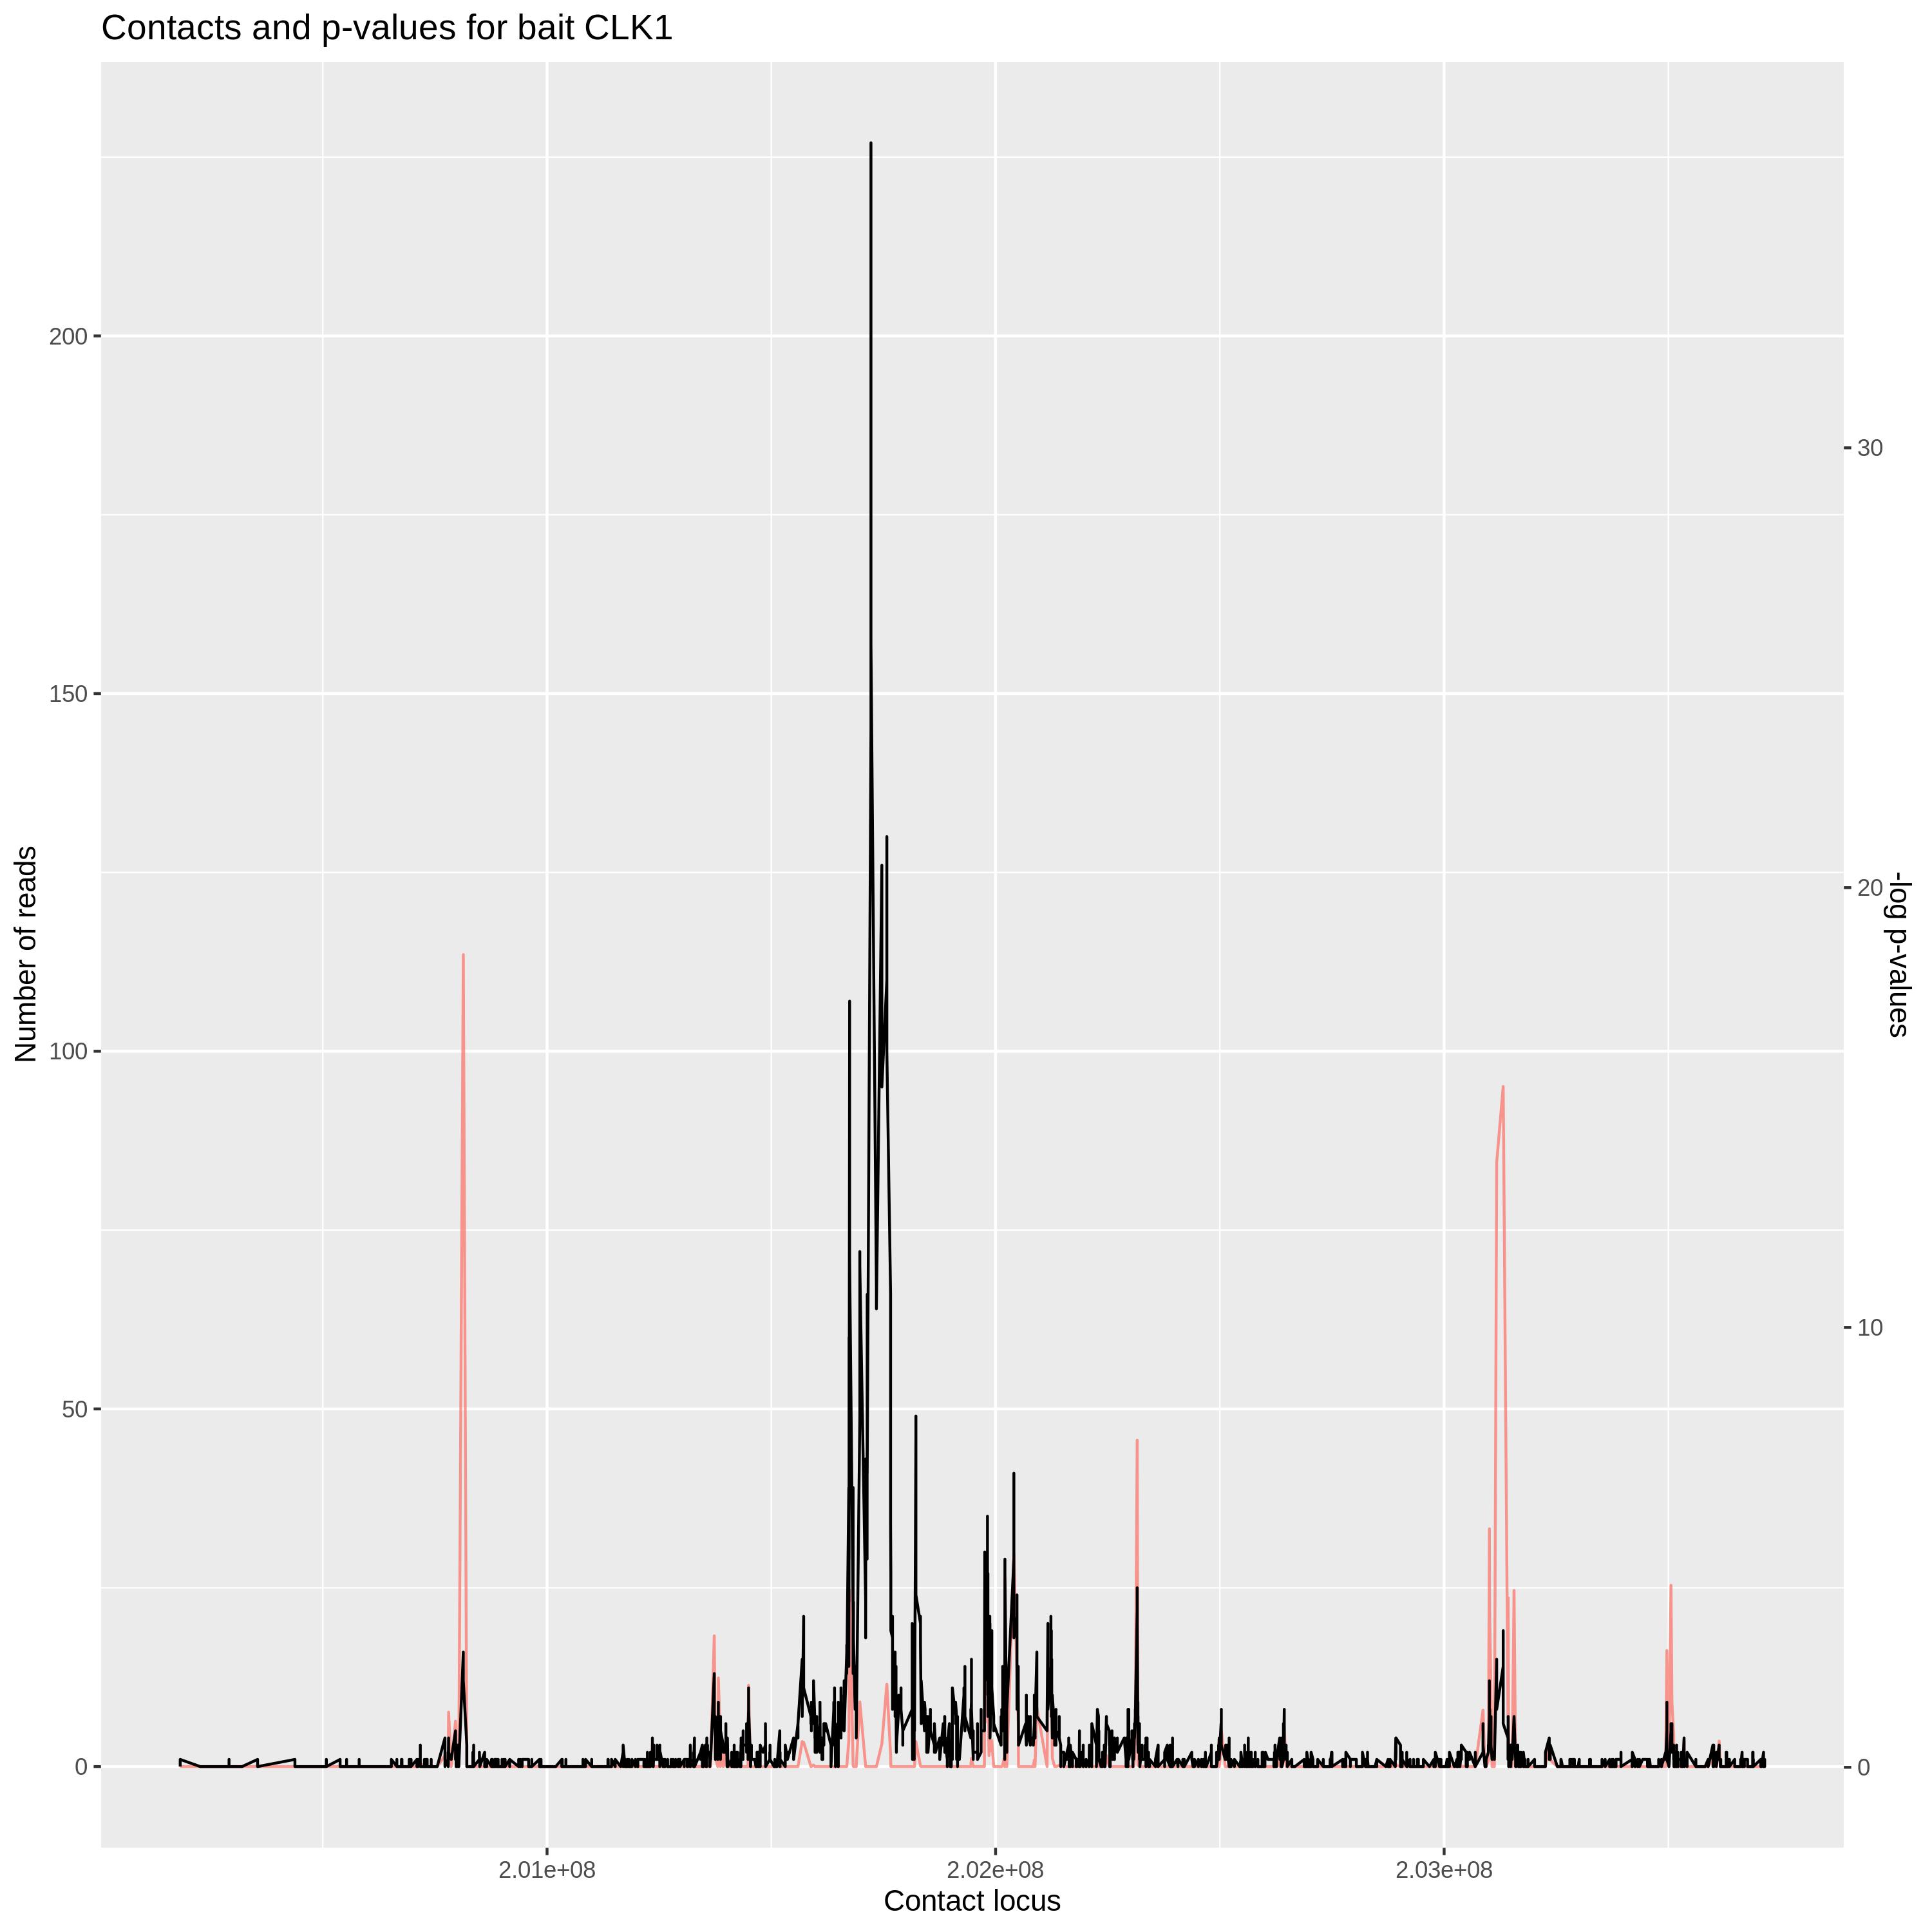 Contacts and p-values for bait CLK1
Number of reads
200
150
100
50
0
30
20
10
0
-log p-values
2.01e+08
2.02e+08
2.03e+08
Contact locus